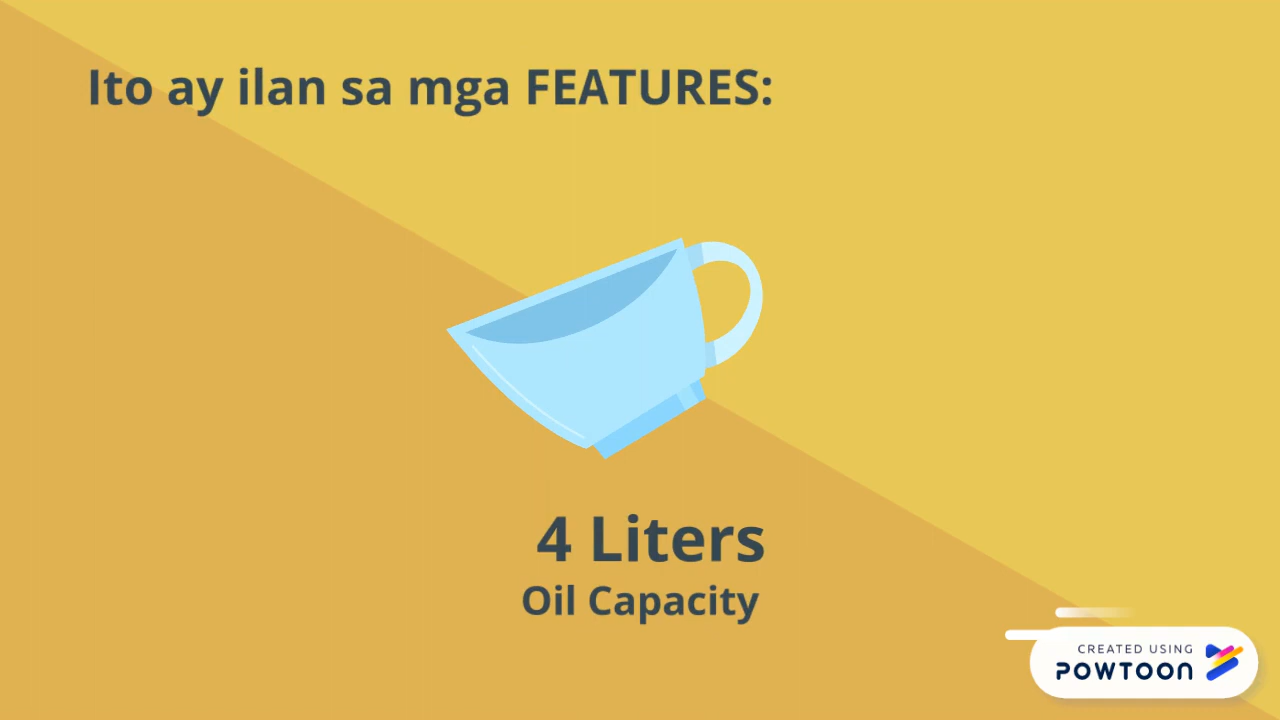 Ito ay ilan sa mga FEATURES:
4 Liters
Oil Capacity
CREATED USING
POWTOON